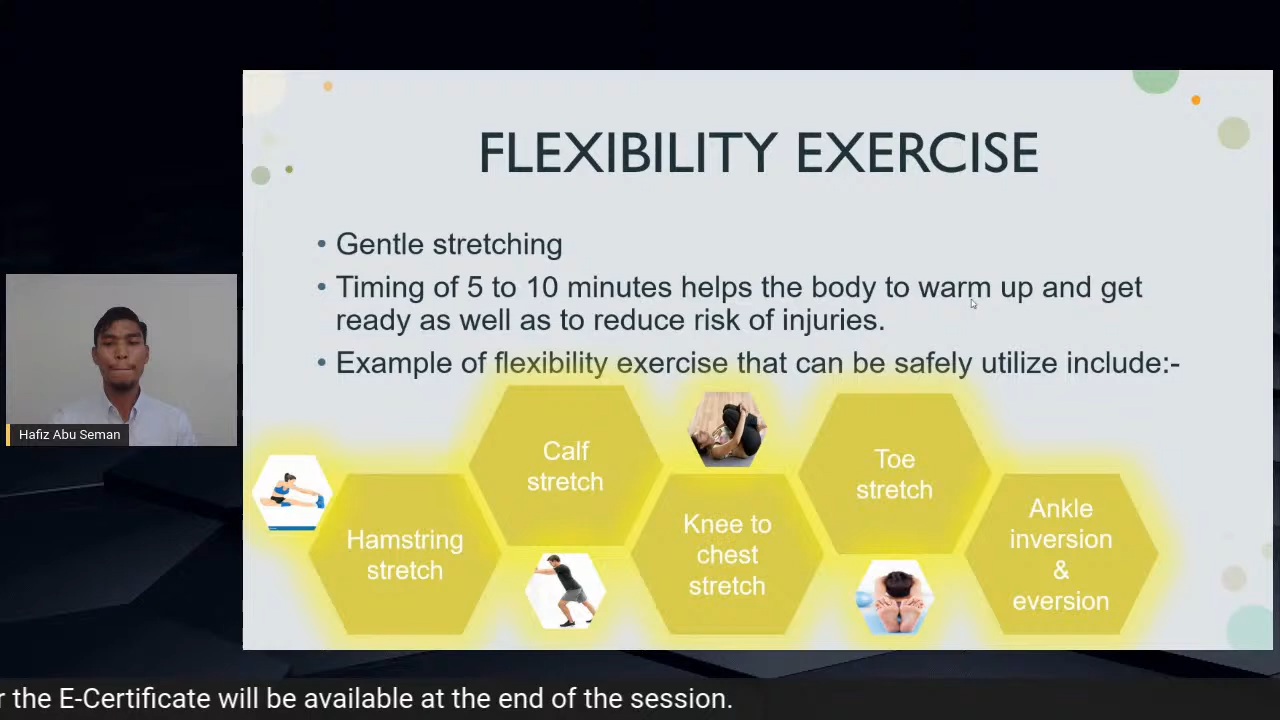 FLEXIBILITY EXERCISE
• Gentle stretching
• Timing of 5 to 10 minutes helps the body to warm up and get
ready as well as to reduce risk of injuries.
• Example of flexibility exercise that can be safely utilize include:-
Hamstring
stretch
Calf
stretch
Knee to
chest
stretch
Toe
stretch
Ankle
inversion
&
eversion
Hafiz Abu Seman
the E-Certificate will be available at the end of the session.